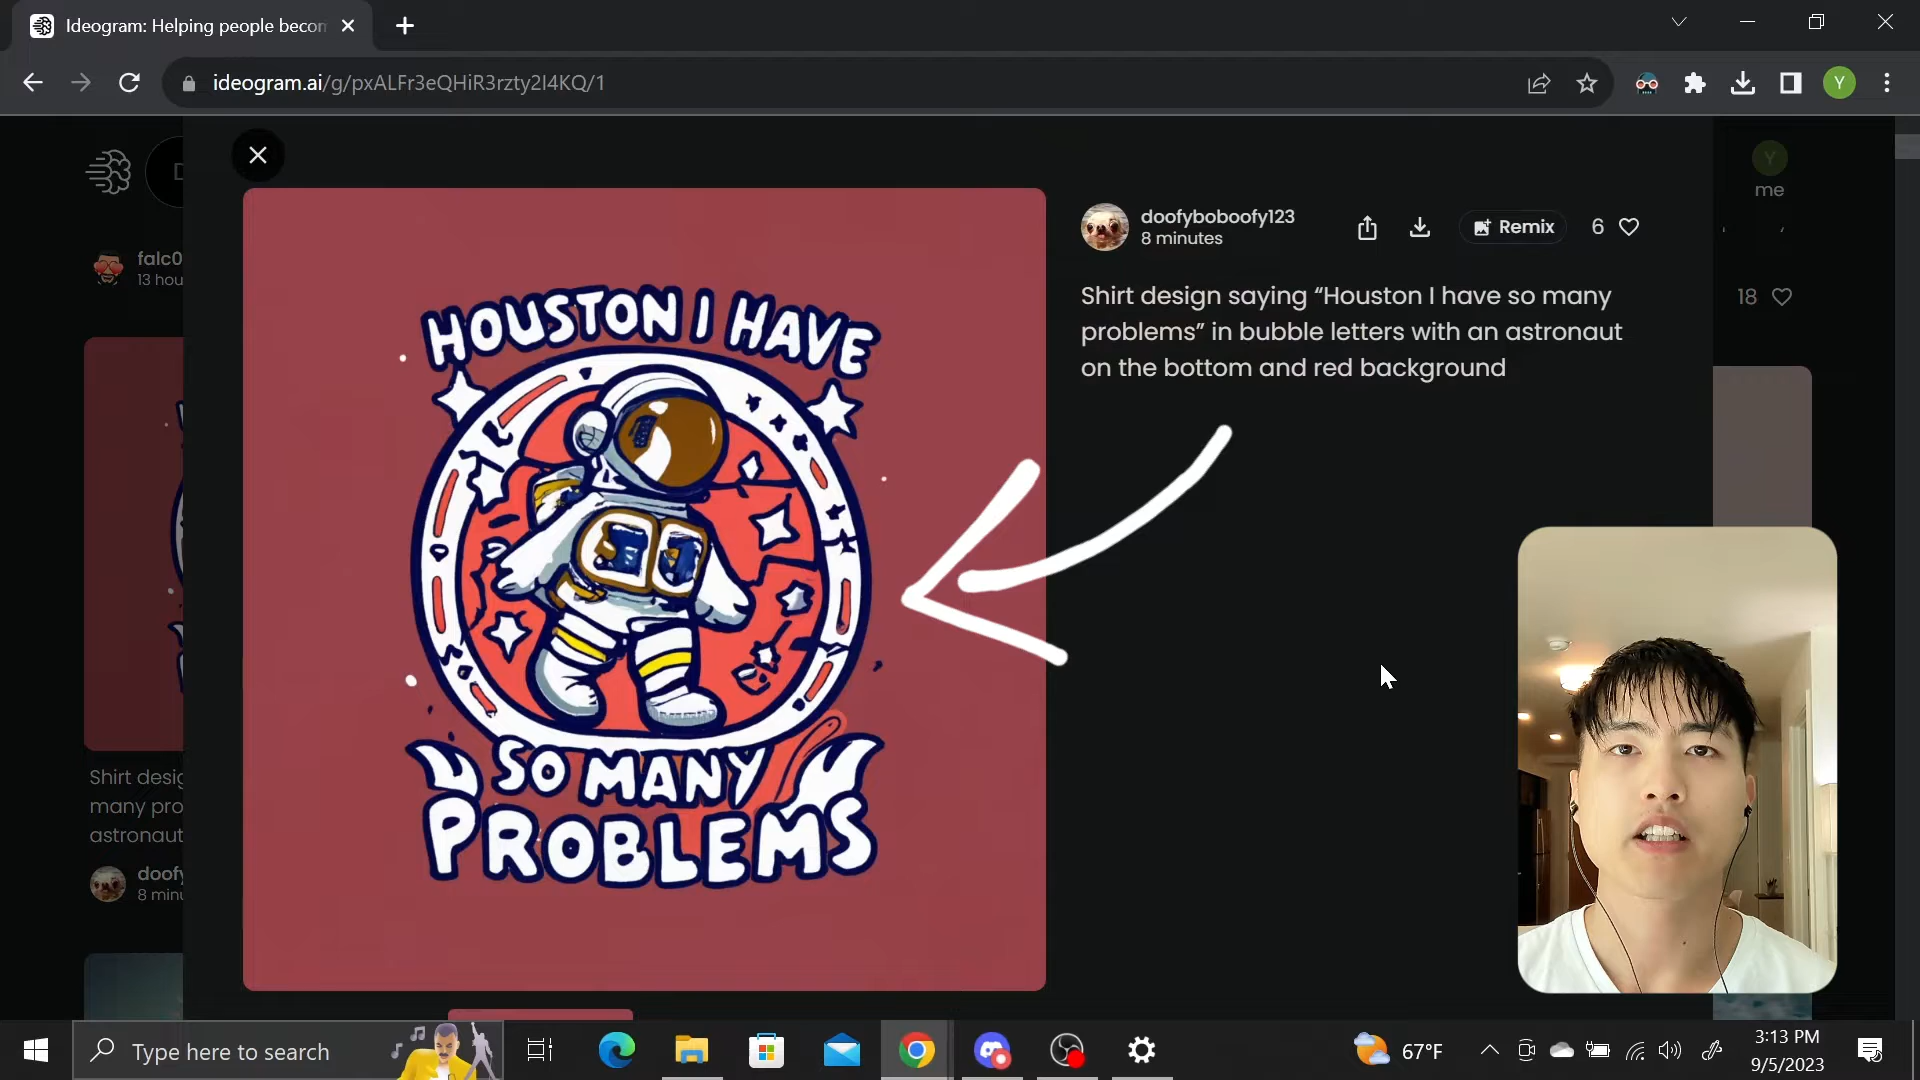 Ideogram: Helping people becom
ideogram.ai/g/pxALFr3eQHiR3rzty2I4KQ/1
Y
D
Y
me
falc0
13 hou
18
HOUSTON I HAVE
SO MANY
PROBLEMS
doofyboboofy123
8 minutes
Remix
6
Shirt design saying “Houston I have so many
problems” in bubble letters with an astronaut
on the bottom and red background
Shirt desig
many pro
astronaut
doofy
8 minu
Type here to search
67°F
3:13 PM
9/5/2023